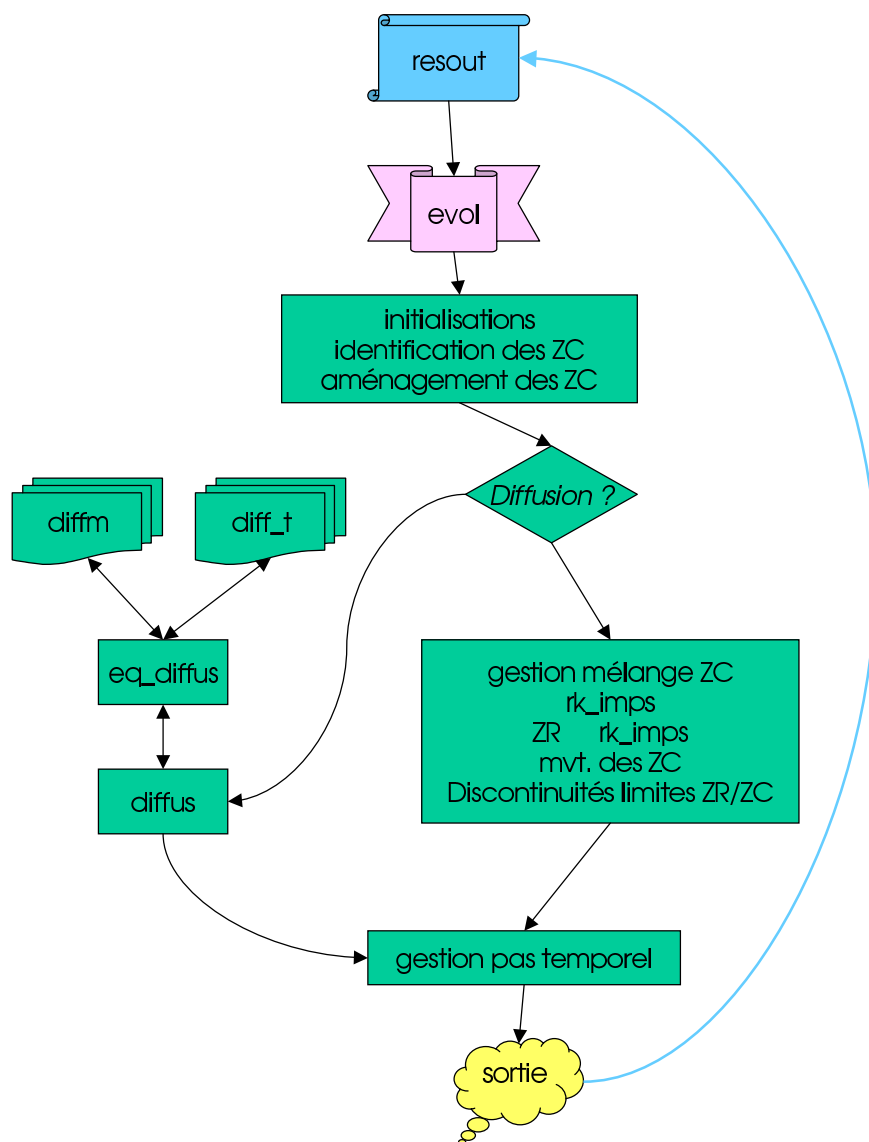 resout
evol
initialisations
identification des ZC
aménagement des ZC
Diffusion ?
diffm
diff_t
eq_diffus
diffus
gestion mélange ZC
rk_imps
ZR rk_imps
mvt. des ZC
Discontinuités limites ZR/ZC
gestion pas temporel
sortie